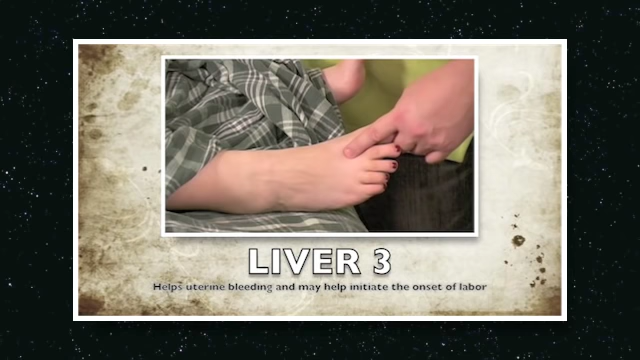 LIVER 3
Helps uterine bleeding and may help initiate the onset of labor